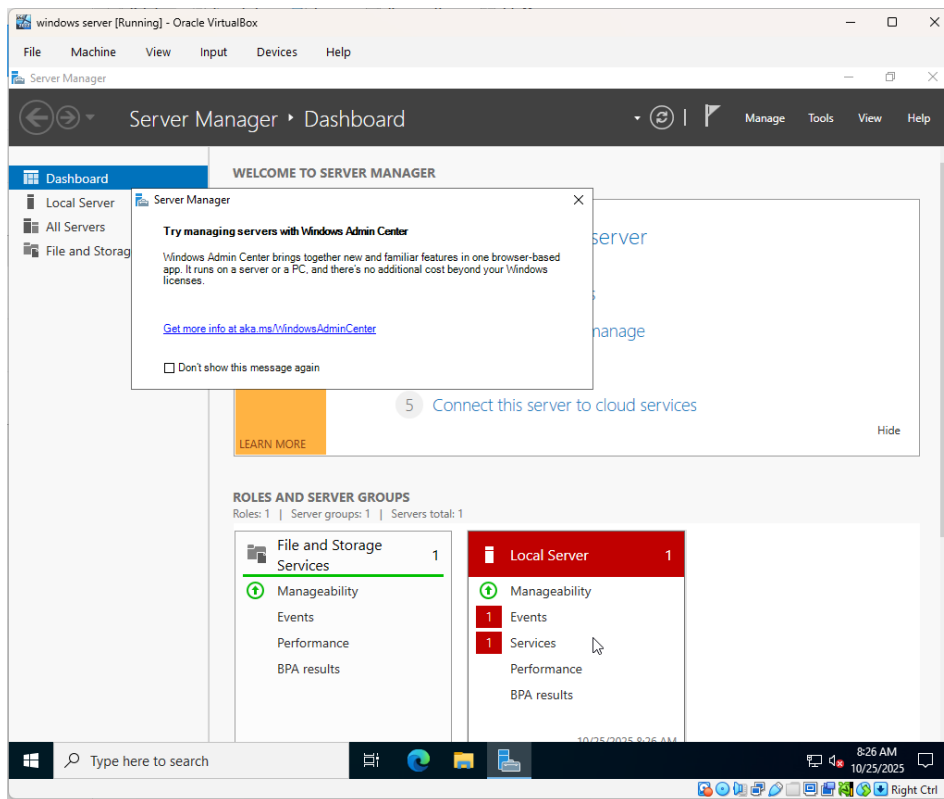 windows server [Running] - Oracle VirtualBox
File Machine View Input Devices Help
Server Manager
Server Manager ‣ Dashboard
Manage Tools View Help
Dashboard
Local Server
All Servers
File and Storag
WELCOME TO SERVER MANAGER
Server Manager
Try managing servers with Windows Admin Center
Windows Admin Center brings together new and familiar features in one browser-based
app. It runs on a server or a PC, and there's no additional cost beyond your Windows
licenses.
Get more info at aka.ms/WindowsAdminCenter
Don't show this message again
server
s
manage
5 Connect this server to cloud services
LEARN MORE
Hide
ROLES AND SERVER GROUPS
Roles: 1 | Server groups: 1 | Servers total: 1
File and Storage
Services
1
Manageability
Events
Performance
BPA results
Local Server 1
Manageability
1 Events
1 Services
Performance
BPA results
10/25/2025 8:26 AM
Type here to search
8:26 AM
10/25/2025
Right Ctrl